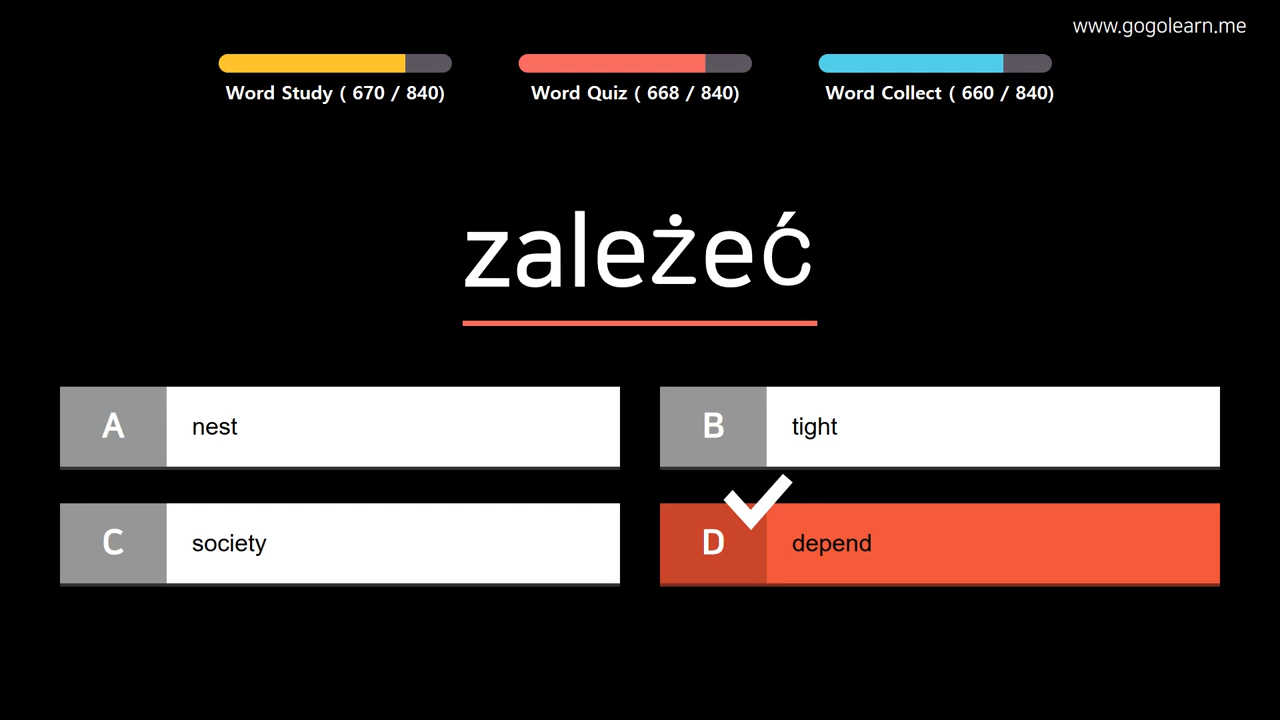 www.gogolearn.me
Word Study ( 670 / 840)
Word Quiz ( 668 / 840)
Word Collect ( 660 / 840)
zależeć
A nest
B tight
C society
D depend